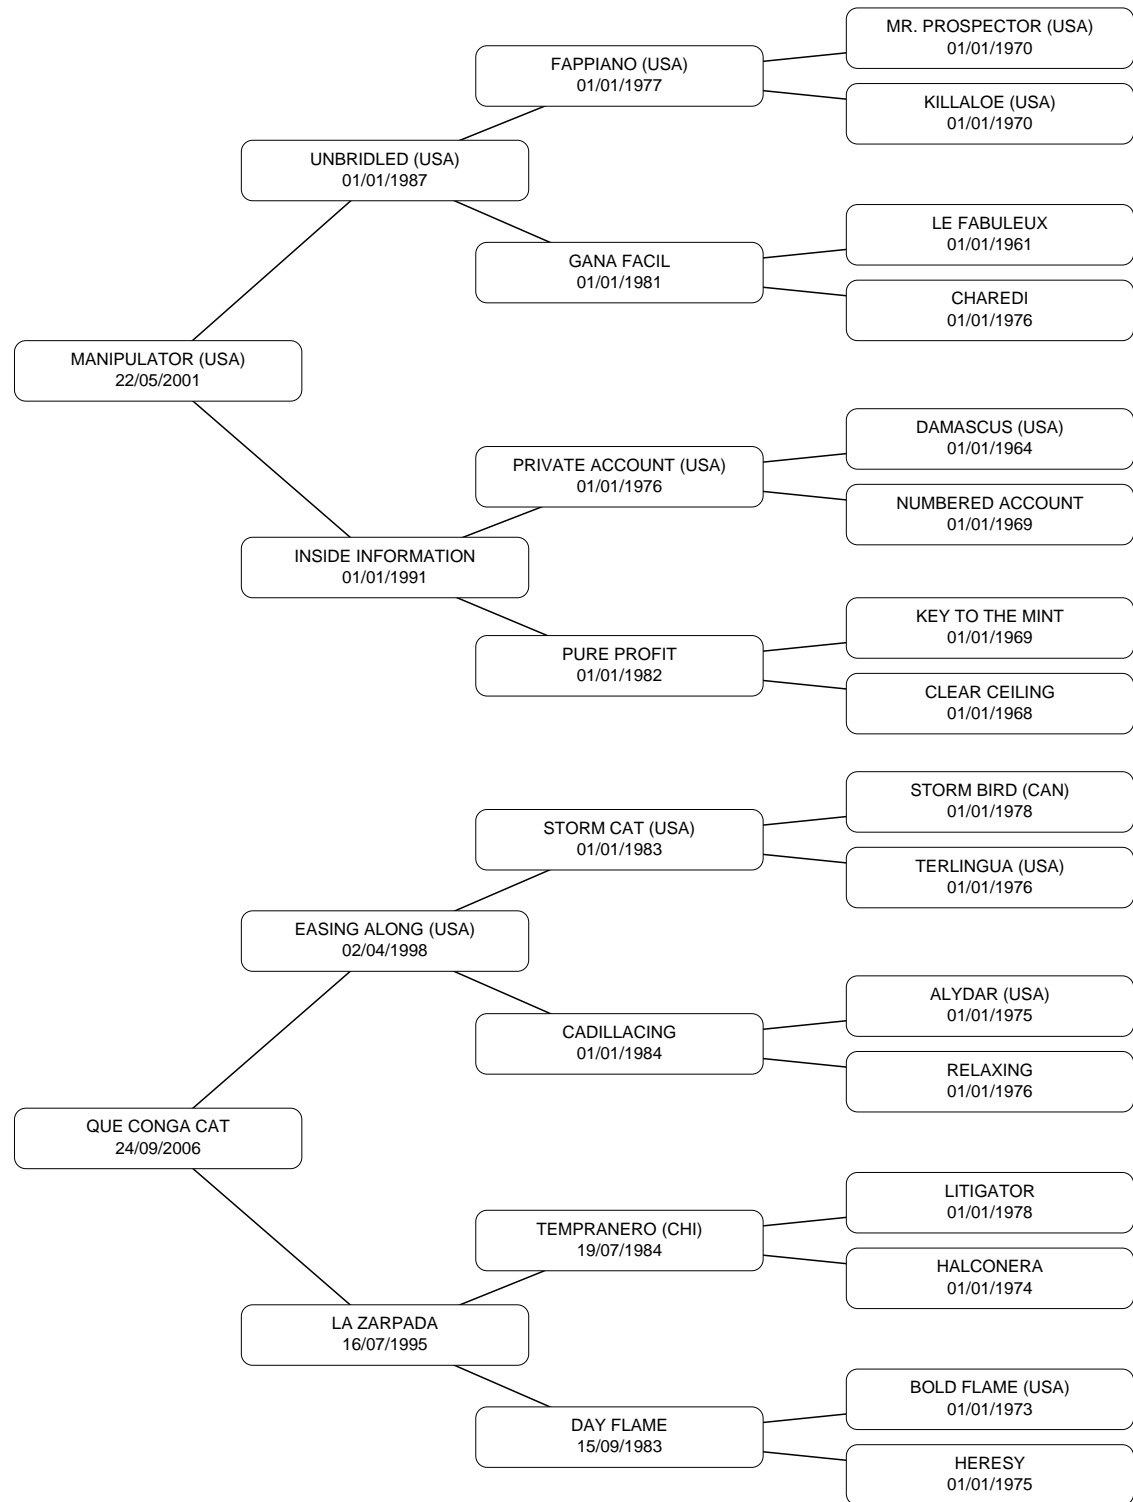 MR. PROSPECTOR (USA)
01/01/1970
FAPPIANO (USA)
01/01/1977
KILLALOE (USA)
01/01/1970
UNBRIDLED (USA)
01/01/1987
LE FABULEUX
01/01/1961
GANA FACIL
01/01/1981
CHAREDI
01/01/1976
MANIPULATOR (USA)
22/05/2001
DAMASCUS (USA)
01/01/1964
PRIVATE ACCOUNT (USA)
01/01/1976
NUMBERED ACCOUNT
01/01/1969
INSIDE INFORMATION
01/01/1991
KEY TO THE MINT
01/01/1969
PURE PROFIT
01/01/1982
CLEAR CEILING
01/01/1968
STORM BIRD (CAN)
01/01/1978
STORM CAT (USA)
01/01/1983
TERLINGUA (USA)
01/01/1976
EASING ALONG (USA)
02/04/1998
ALYDAR (USA)
01/01/1975
CADILLACING
01/01/1984
RELAXING
01/01/1976
QUE CONGA CAT
24/09/2006
LITIGATOR
01/01/1978
TEMPRANERO (CHI)
19/07/1984
HALCONERA
01/01/1974
LA ZARPADA
16/07/1995
BOLD FLAME (USA)
01/01/1973
DAY FLAME
15/09/1983
HERESY
01/01/1975